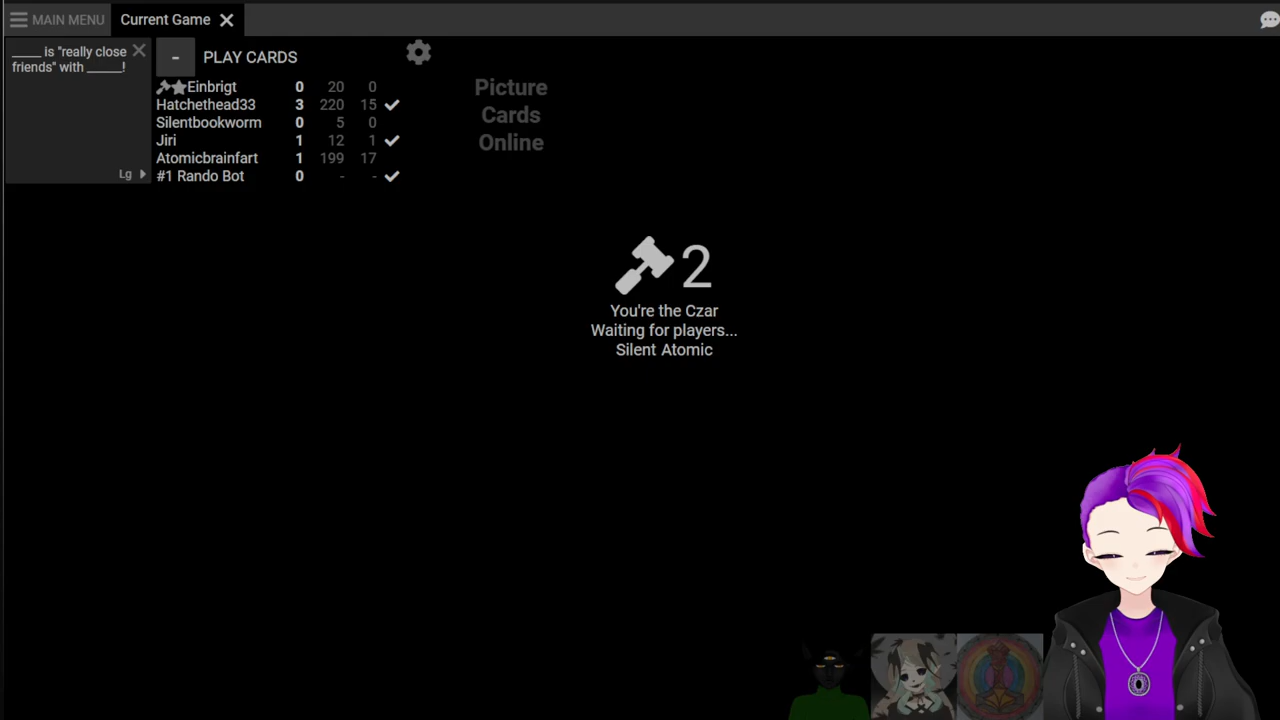 MAIN MENU
Current Game
_____ is "really close
friends" with ______!
Lg
- PLAY CARDS
Einbrigt 0 20 0
Hatchethead33 3 220 15
Silentbookworm 0 5 0
Jiri 1 12 1
Atomicbrainfart 1 199 17
#1 Rando Bot 0 - -
Picture
Cards
Online
2
You're the Czar
Waiting for players...
Silent Atomic